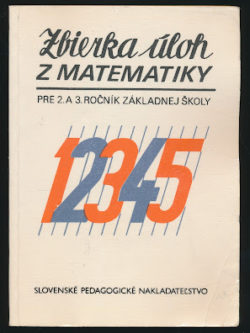 Zbierka úloh
Z MATEMATIKY
PRE 2. A 3. ROČNÍK ZÁKLADNEJ ŠKOLY
12345
SLOVENSKÉ PEDAGOGICKÉ NAKLADATEĽSTVO